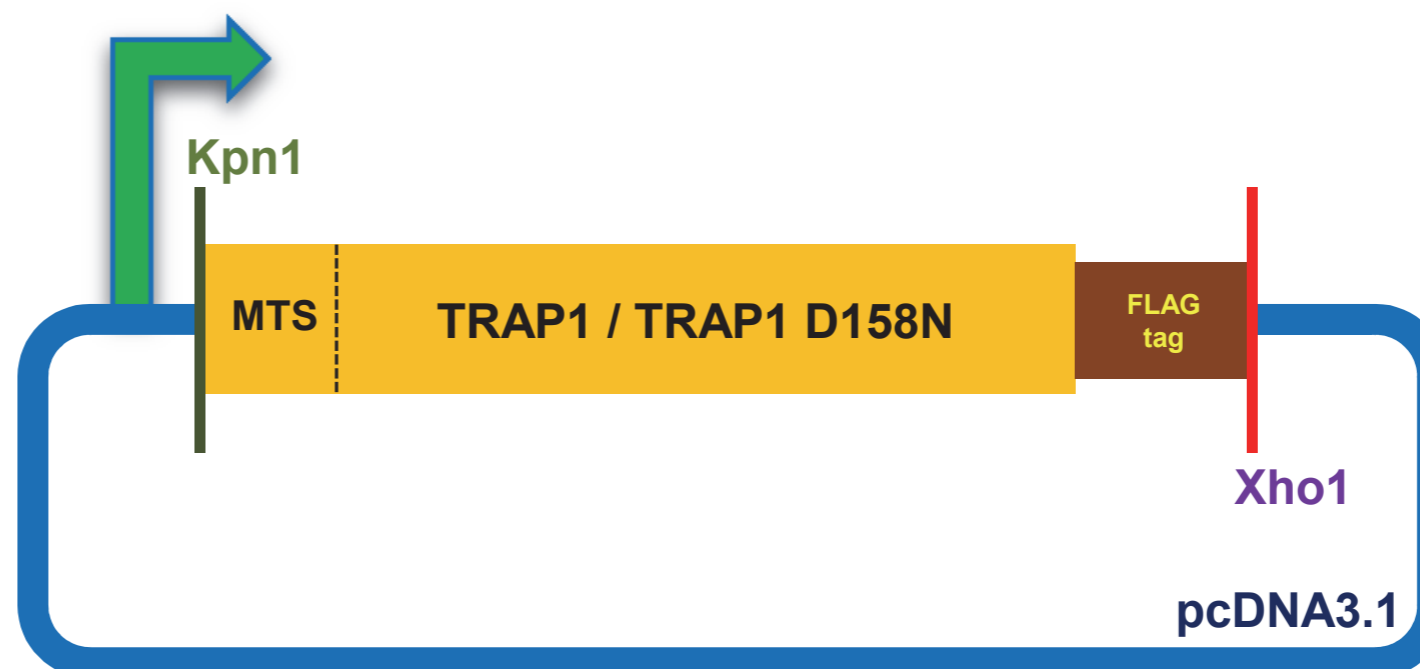 Kpn1
MTS
TRAP1 / TRAP1 D158N
FLAG
tag
Xho1
pcDNA3.1